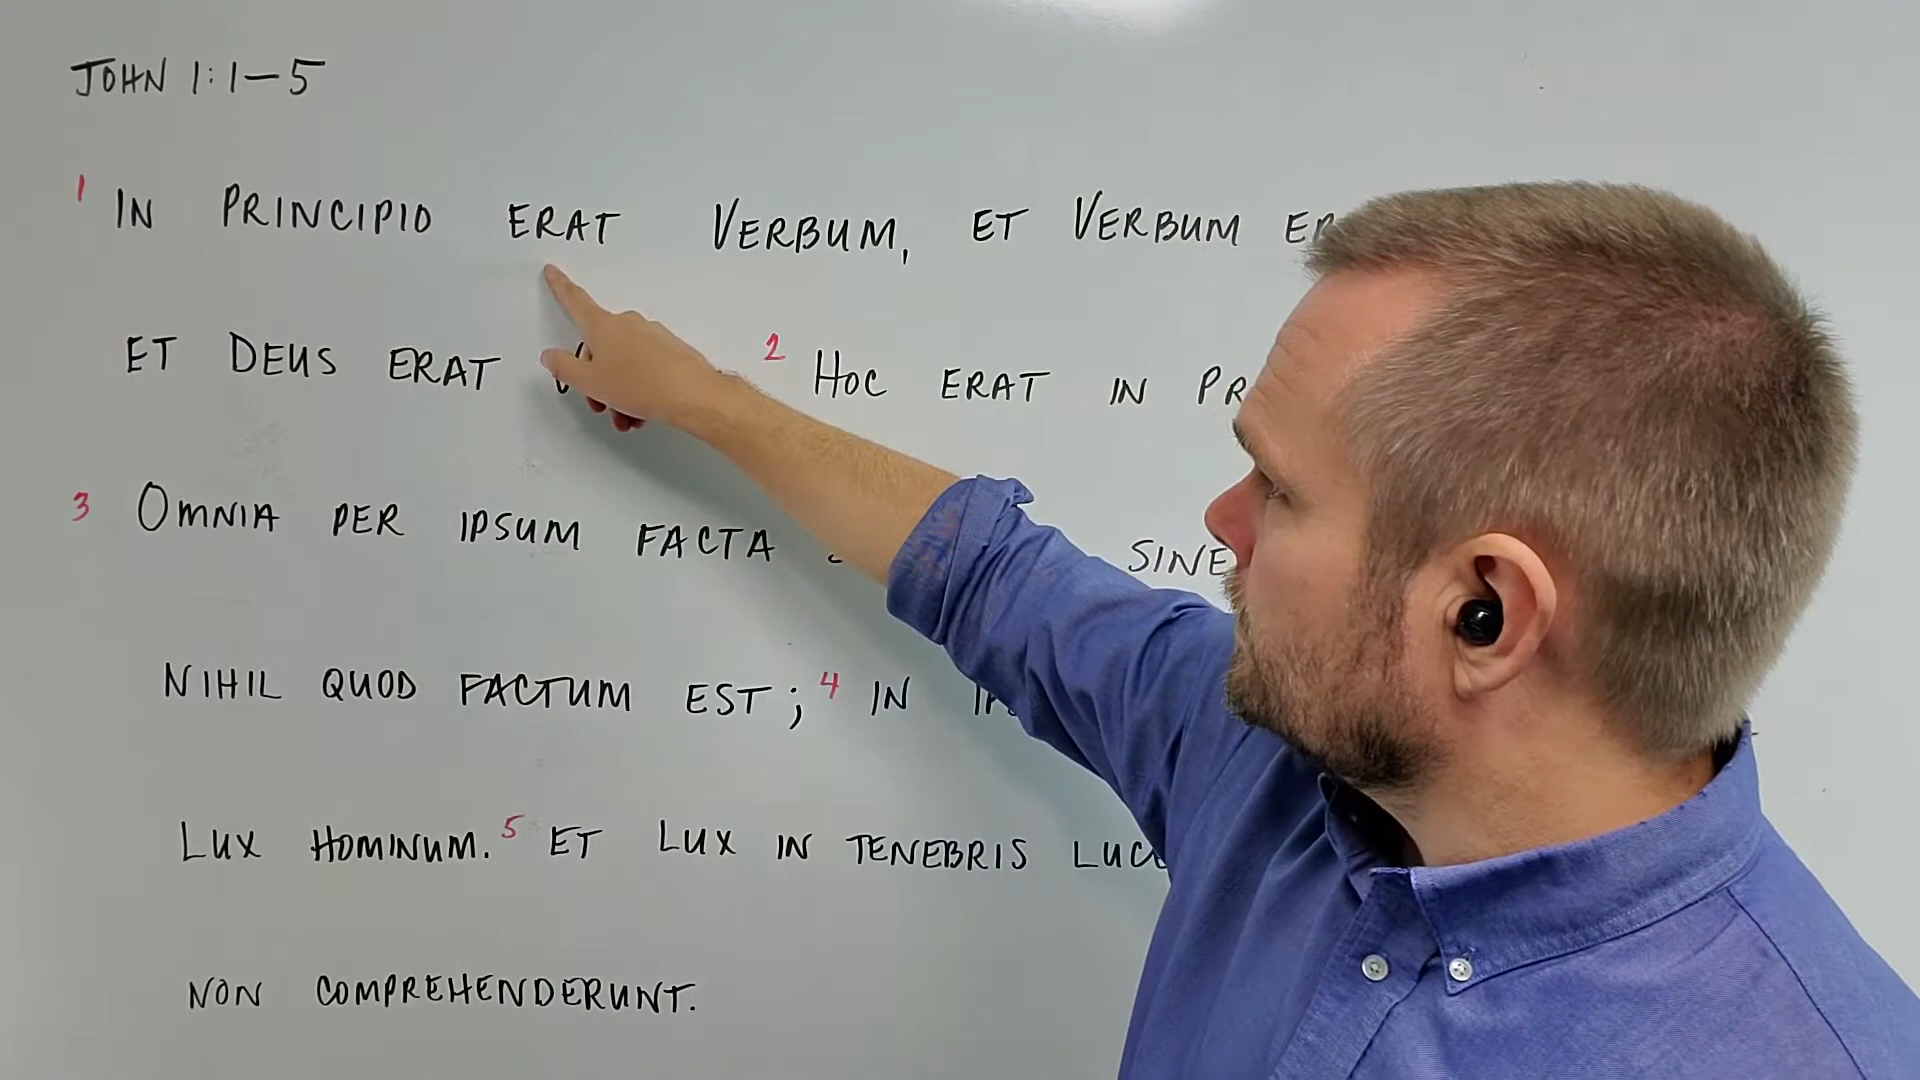 JOHN 1:1-5
1 IN PRINCIPIO ERAT VERBUM, ET VERBUM
ET DEUS ERAT 2 HOC ERAT IN
3 OMNIA PER IPSUM FACTA SINE
NIHIL QUOD FACTUM EST; 4 IN
LUX HOMINUM. 5 ET LUX IN TENEBRIS
NON COMPREHENDERUNT.